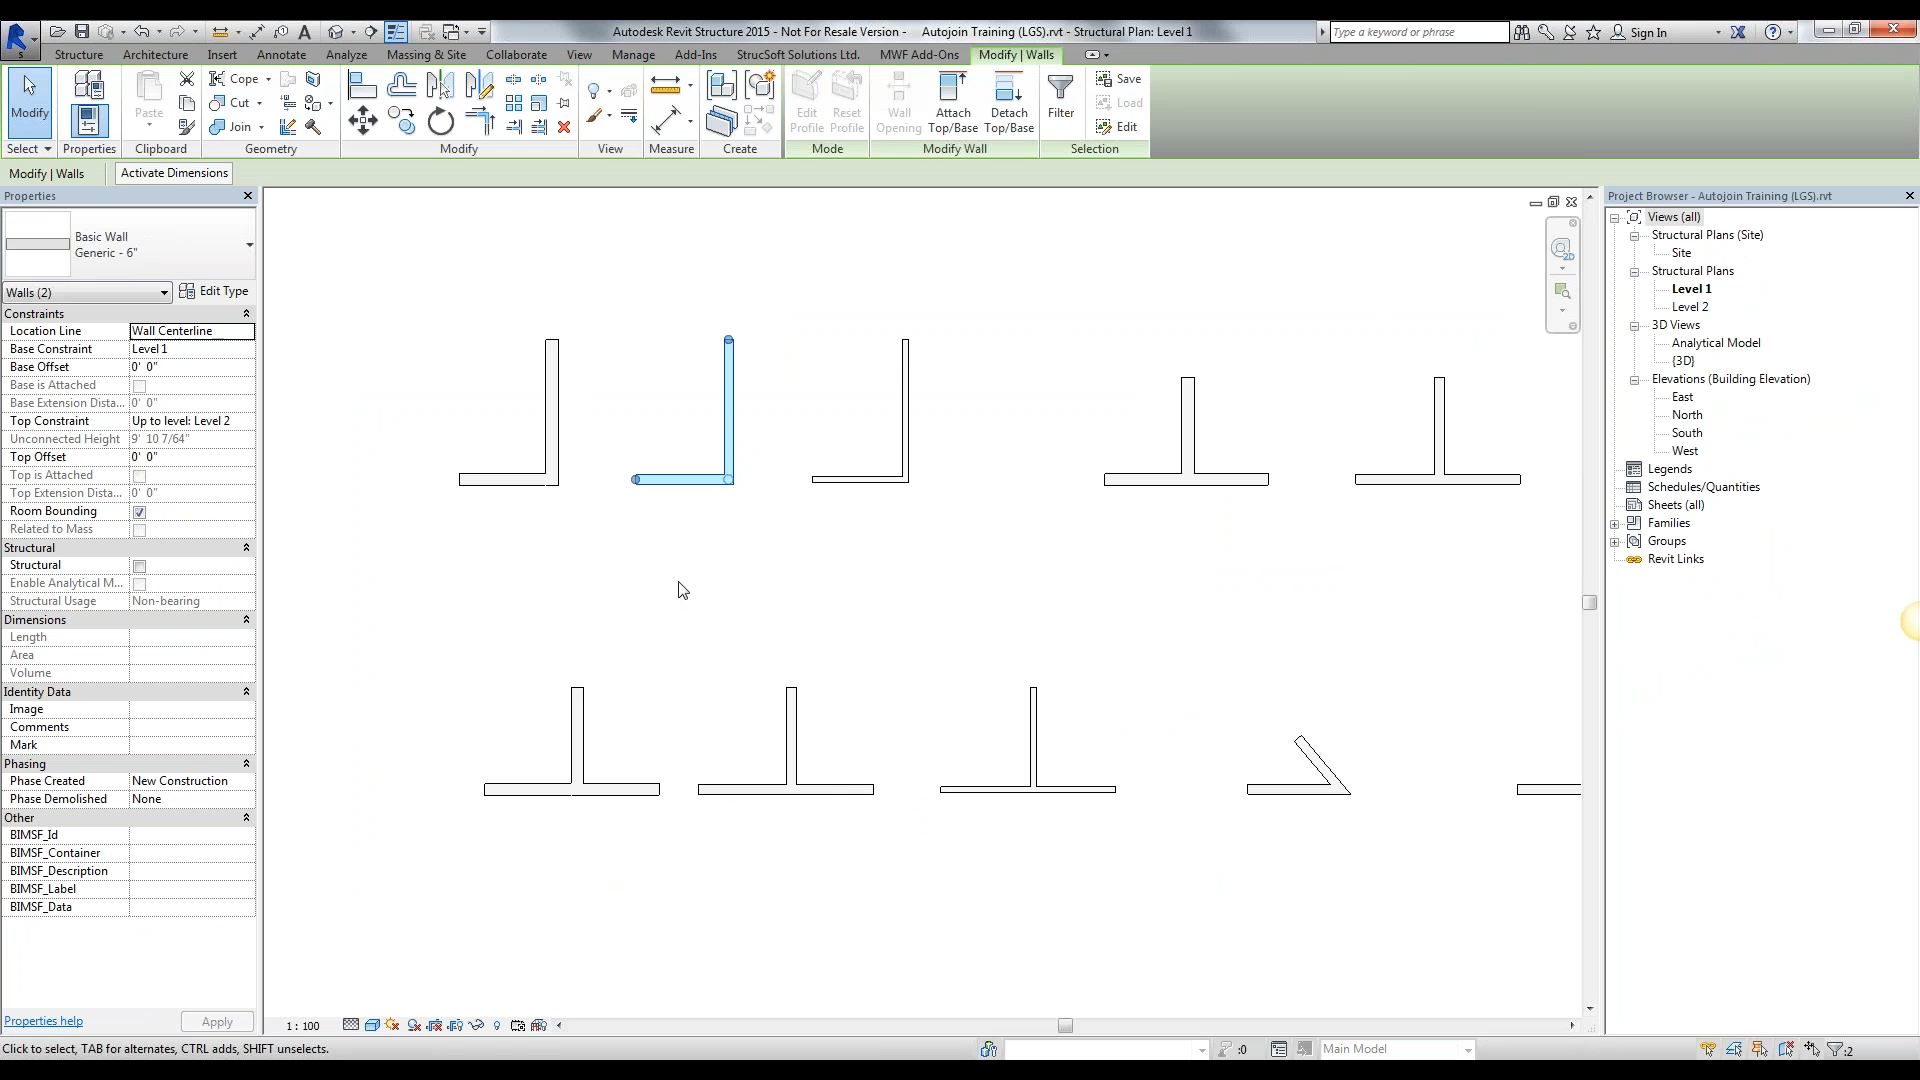 Autodesk Revit Structure 2015 - Not For Resale Version - Autojoin Training (LGS).rvt - Structural Plan: Level 1
Type a keyword or phrase
Sign In
Structure Architecture Insert Annotate Analyze Massing & Site Collaborate View Manage Add-Ins StrucSoft Solutions Ltd. MWF Add-Ons Modify | Walls
Modify
Paste
Cope
Cut
Join
Edit Profile
Reset Profile
Wall Opening
Attach Top/Base
Detach Top/Base
Filter
Save
Load
Edit
Select Properties Clipboard Geometry Modify View Measure Create Mode Modify Wall Selection
Modify | Walls Activate Dimensions
Properties
Basic Wall
Generic - 6"
Walls (2) Edit Type
Constraints
Location Line Wall Centerline
Base Constraint Level 1
Base Offset 0' 0"
Base is Attached
Base Extension Dista... 0' 0"
Top Constraint Up to level: Level 2
Unconnected Height 9' 10 7/64"
Top Offset 0' 0"
Top is Attached
Top Extension Dista... 0' 0"
Room Bounding
Related to Mass
Structural
Structural
Enable Analytical M...
Structural Usage Non-bearing
Dimensions
Length
Area
Volume
Identity Data
Image
Comments
Mark
Phasing
Phase Created New Construction
Phase Demolished None
Other
BIMSF_Id
BIMSF_Container
BIMSF_Description
BIMSF_Label
BIMSF_Data
Properties help Apply
2D
Project Browser - Autojoin Training (LGS).rvt
Views (all)
Structural Plans (Site)
Site
Structural Plans
Level 1
Level 2
3D Views
Analytical Model
{3D}
Elevations (Building Elevation)
East
North
South
West
Legends
Schedules/Quantities
Sheets (all)
Families
Groups
Revit Links
1 : 100
Click to select, TAB for alternates, CTRL adds, SHIFT unselects.
:0
Main Model
:2